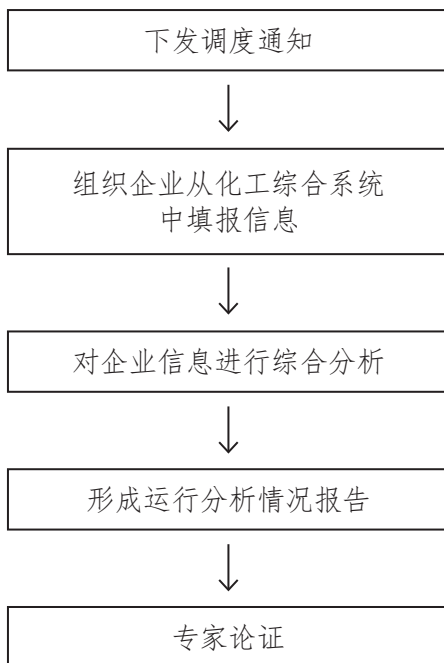 下发调度通知
组织企业从化工综合系统
中填报信息
对企业信息进行综合分析
形成运行分析情况报告
专家论证